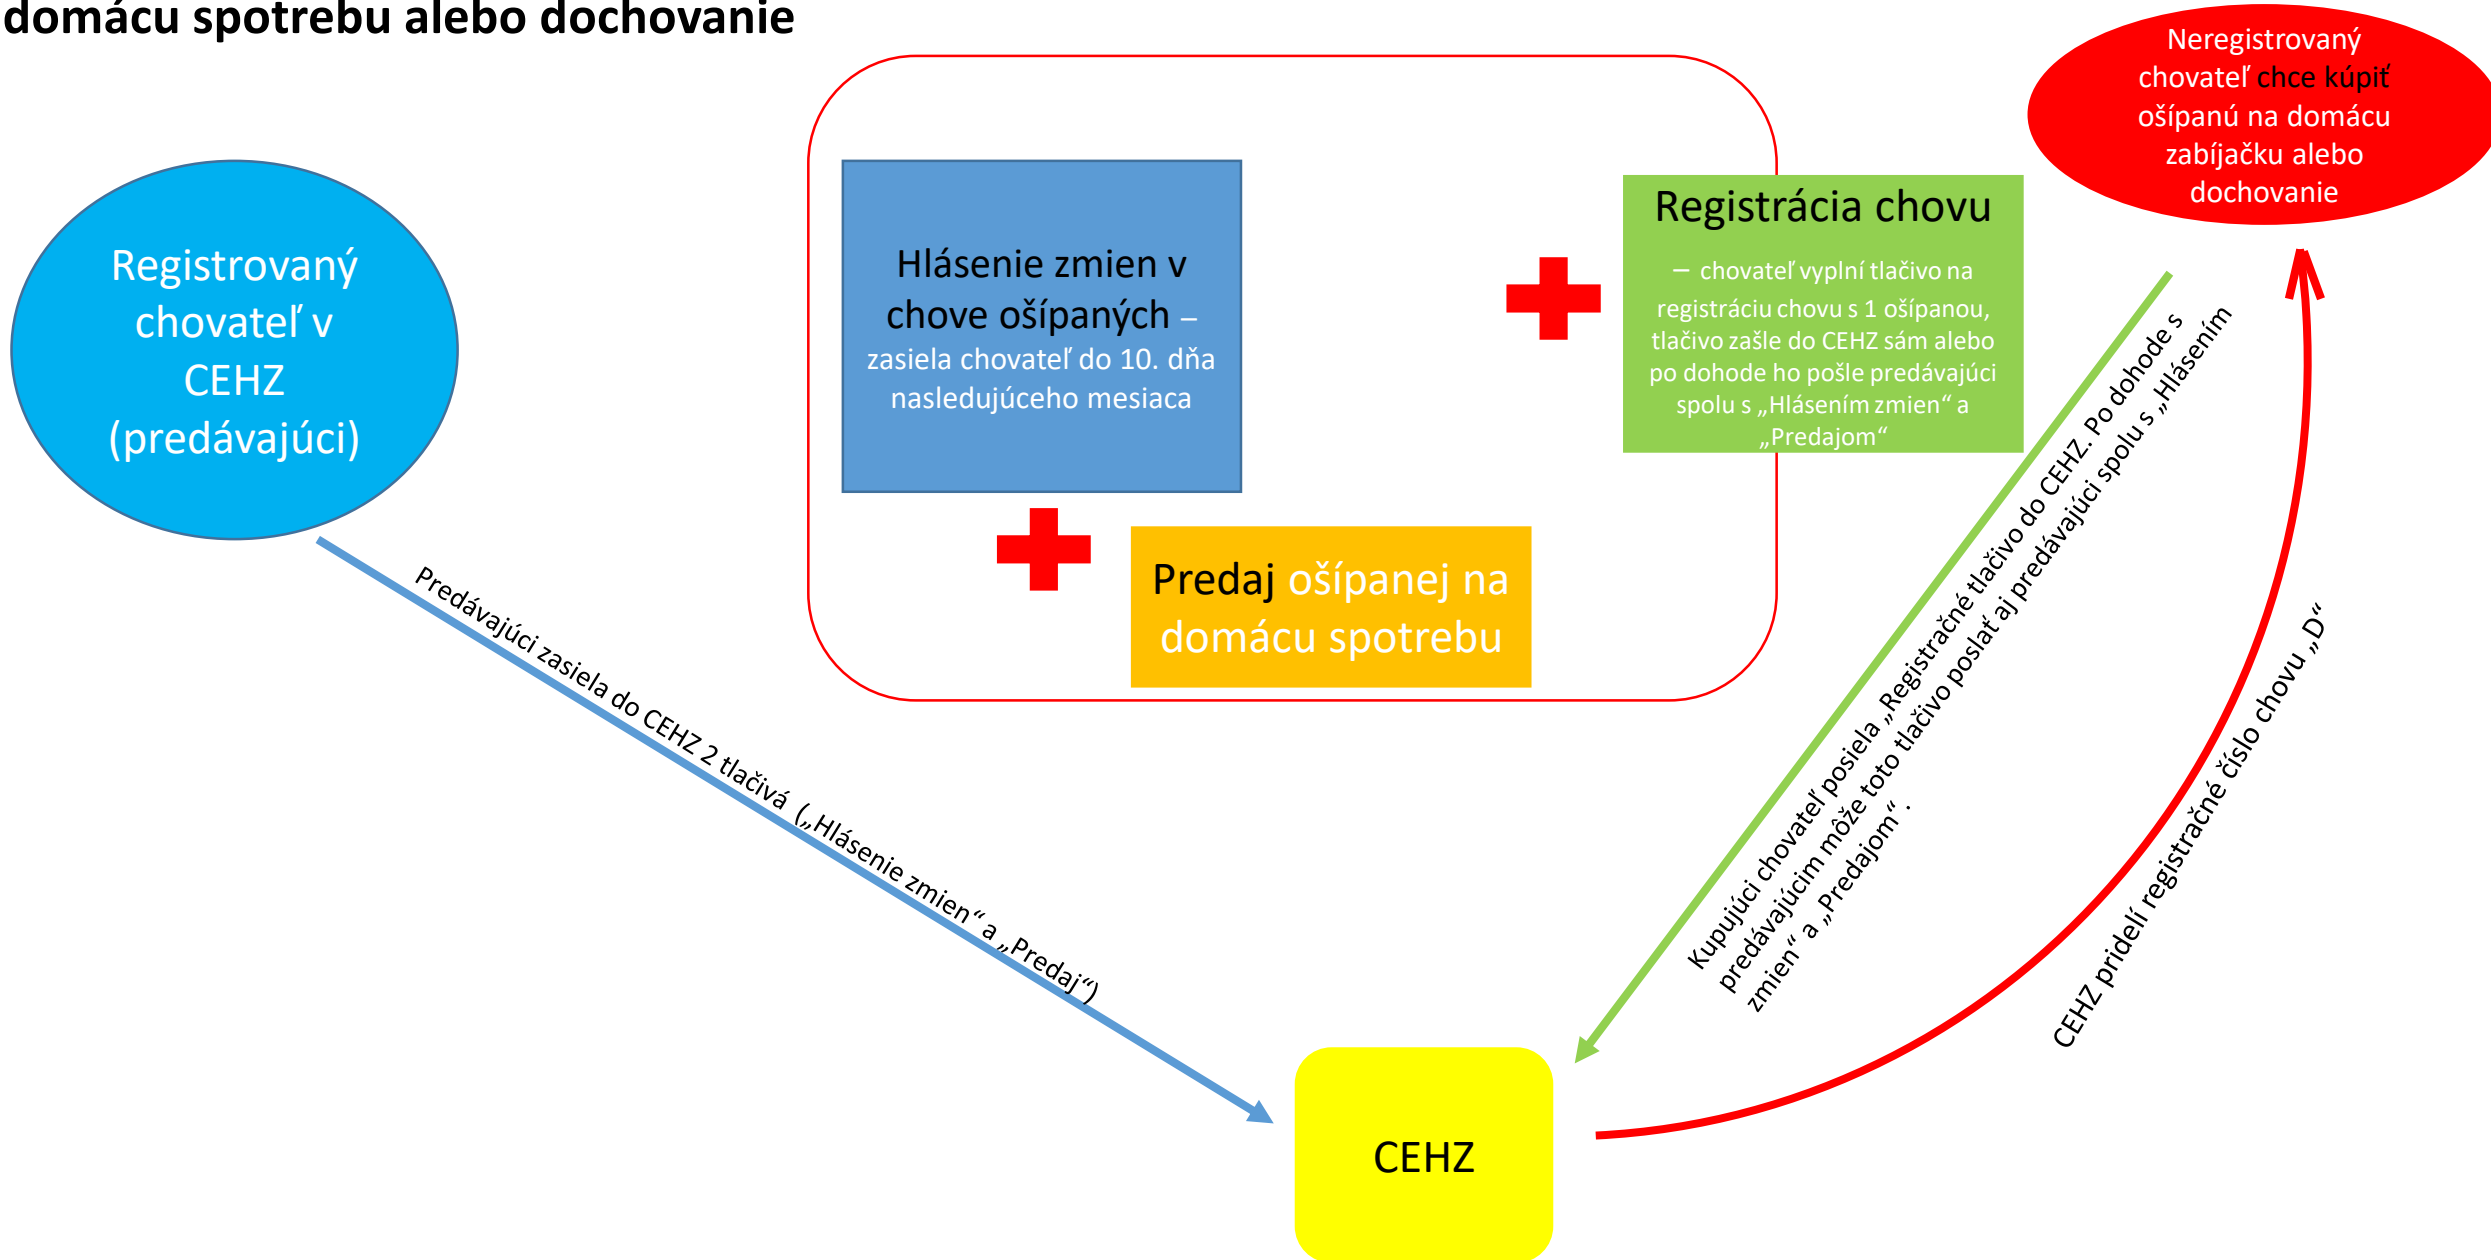 domácu spotrebu alebo dochovanie
Neregistrovaný
chovateľ chce kúpiť
ošípanú na domácu
zabíjačku alebo
dochovanie
Registrovaný
chovateľ v
CEHZ
(predávajúci)
Hlásenie zmien v
chove ošípaných –
zasiela chovateľ do 10. dňa
nasledujúceho mesiaca
Registrácia chovu
– chovateľ vyplní tlačivo na
registráciu chovu s 1 ošípanou,
tlačivo zašle do CEHZ sám alebo
po dohode ho pošle predávajúci
spolu s „Hlásením zmien“ a
„Predajom“
Predaj ošípanej na
domácu spotrebu
Predávajúci zasiela do CEHZ 2 tlačivá („Hlásenie zmien“ a „Predaj“)
Kupujúci chovateľ posiela „Registračné tlačivo do CEHZ. Po dohode s
predávajúcim môže toto tlačivo poslať aj predávajúci spolu s „Hlásením
zmien“ a „Predajom“ .
CEHZ pridelí registračné číslo chovu „D“
CEHZ